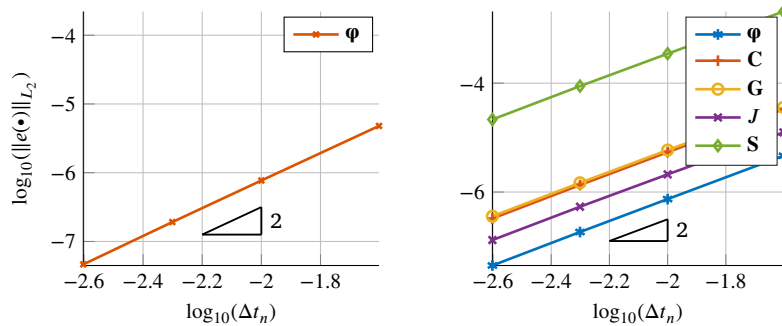 −4
−5
−6
−7
log₁₀(||e(•)||_L₂)
φ
2
−2.6 −2.4 −2.2 −2 −1.8
log₁₀(Δtₙ)
−4
−6
φ
C
G
J
S
2
−2.6 −2.4 −2.2 −2 −1.8
log₁₀(Δtₙ)